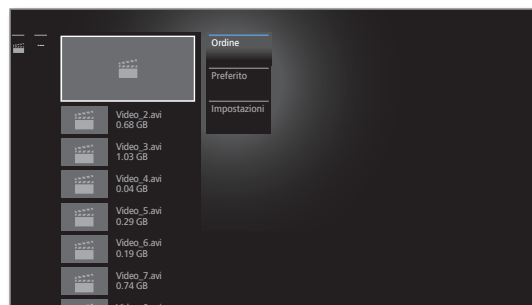 Ordine
Preferito
Impostazioni
Video_2.avi
0.68 GB
Video_3.avi
1.03 GB
Video_4.avi
0.04 GB
Video_5.avi
0.29 GB
Video_6.avi
0.19 GB
Video_7.avi
0.74 GB